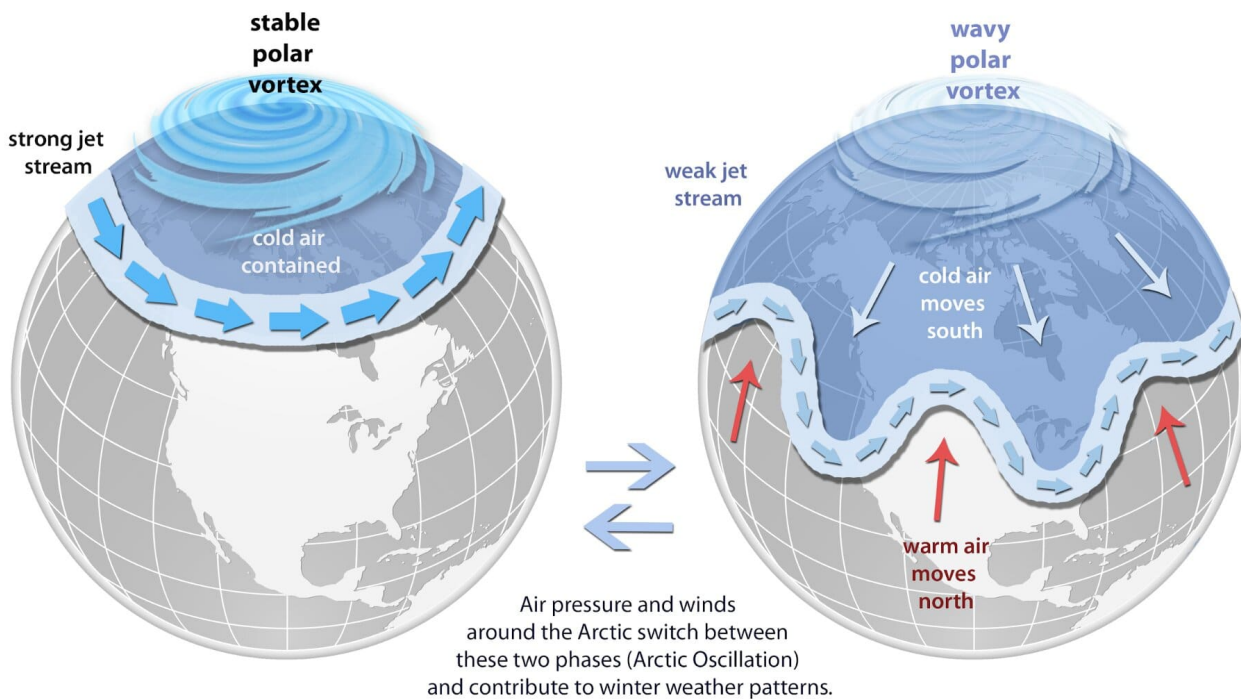 stable
polar
vortex
strong jet
stream
cold air
contained
wavy
polar
vortex
weak jet
stream
cold air
moves
south
warm air
moves
north
Air pressure and winds
around the Arctic switch between
these two phases (Arctic Oscillation)
and contribute to winter weather patterns.